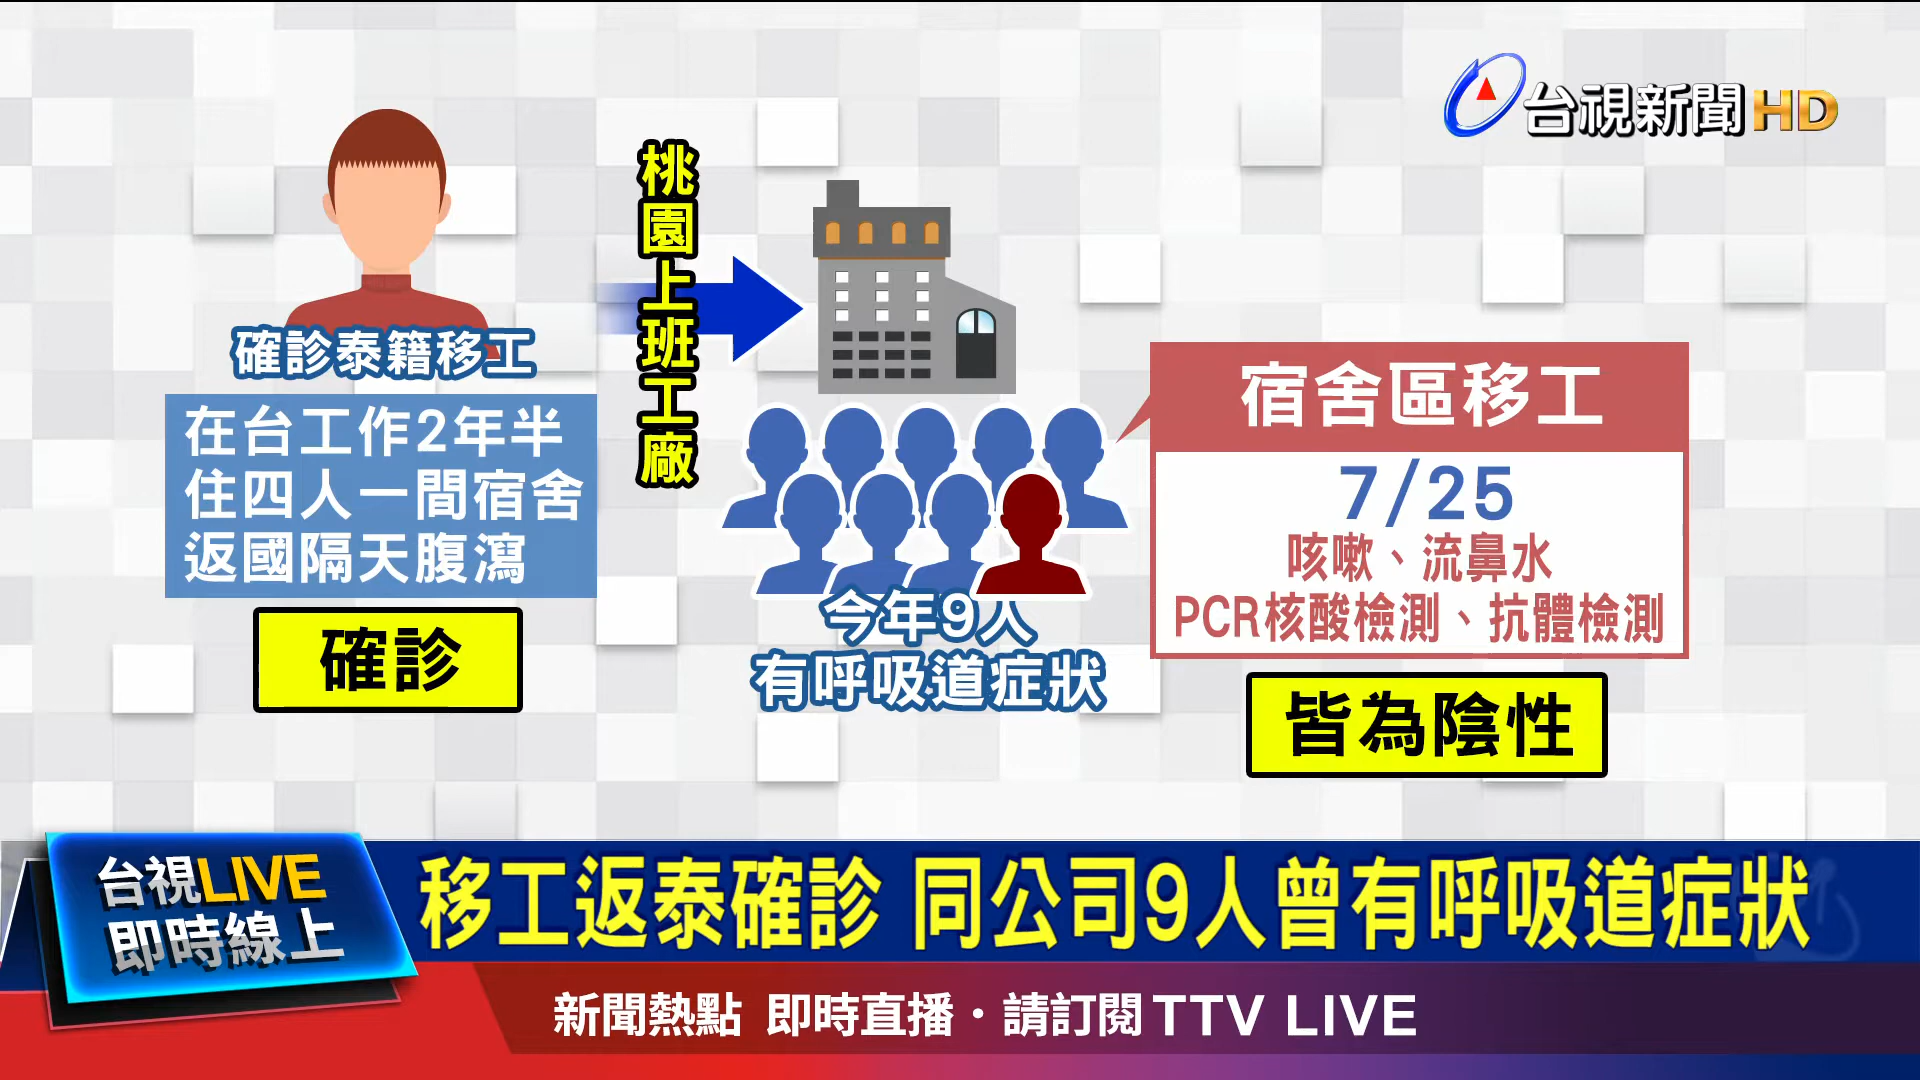 台視新聞HD
桃園上班工廠
確診泰籍移工
在台工作2年半
住四人一間宿舍
返國隔天腹瀉
確診
今年9人
有呼吸道症狀
宿舍區移工
7/25
咳嗽、流鼻水
PCR核酸檢測、抗體檢測
皆為陰性
台視LIVE
即時線上
移工返泰確診 同公司9人曾有呼吸道症狀
新聞熱點 即時直播·請訂閱TTV LIVE